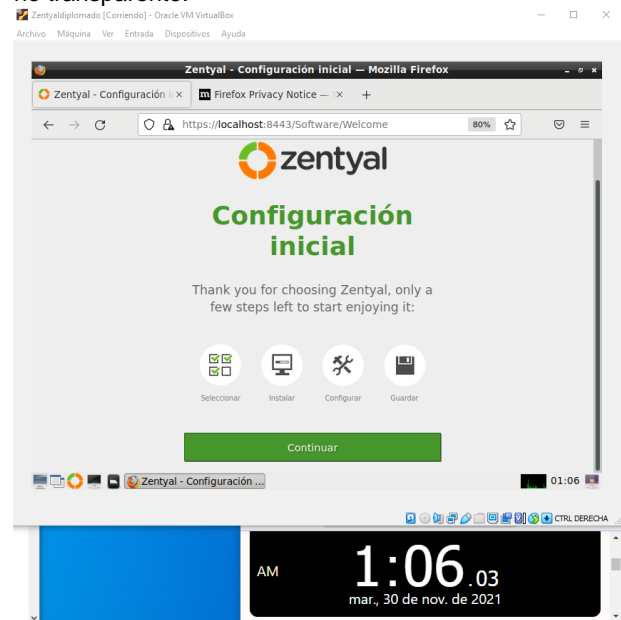 no transparente.
Zentyaldiplomado [Corriendo] - Oracle VM VirtualBox
Archivo Máquina Ver Entrada Dispositivos Ayuda
Zentyal - Configuración inicial — Mozilla Firefox
Zentyal - Configuración i
Firefox Privacy Notice —
https://localhost:8443/Software/Welcome 80%
zentyal
Configuración
inicial
Thank you for choosing Zentyal, only a
few steps left to start enjoying it:
Seleccionar Instalar Configurar Guardar
Continuar
Zentyal - Configuración ... 01:06
CTRL DERECHA
AM 1:06.03
mar., 30 de nov. de 2021